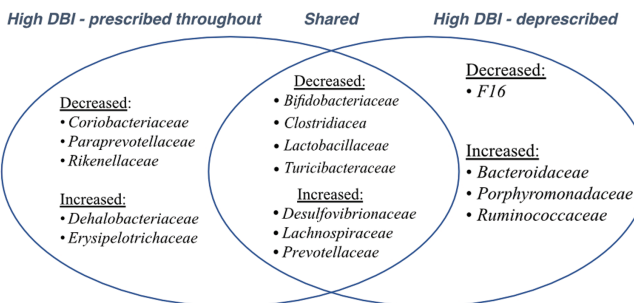 High DBI - prescribed throughout
Shared
High DBI - deprescribed
Decreased:
• Coriobacteriaceae
• Paraprevotellaceae
• Rikenellaceae
Increased:
• Dehalobacteriaceae
• Erysipelotrichaceae
Decreased:
• Bifidobacteriaceae
• Clostridiacea
• Lactobacillaceae
• Turicibacteraceae
Increased:
• Desulfovibrionaceae
• Lachnospiraceae
• Prevotellaceae
Decreased:
• F16
Increased:
• Bacteroidaceae
• Porphyromonadaceae
• Ruminococcaceae